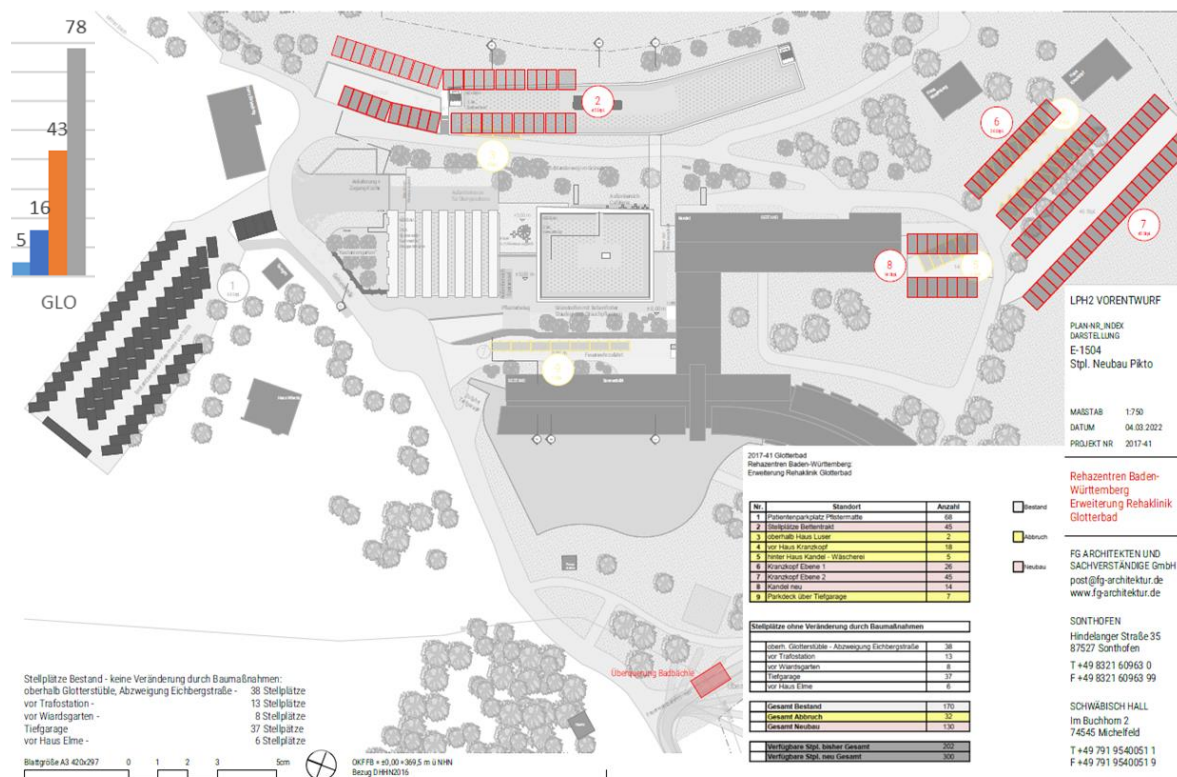 78
43
16
5
GLO
2
6
7
8
1
3
LPH2 VORENTWURF
PLAN-NR_INDEX
DARSTELLUNG
E-1504
Stpl. Neubau Pikto
MAßSTAB 1:750
DATUM 04.03.2022
PROJEKT NR 2017-41
Rehazentren Baden-
Württemberg
Erweiterung Rehaklinik
Glotterbad
FG ARCHITEKTEN UND
SACHVERSTÄNDIGE GmbH
post@fg-architektur.de
www.fg-architektur.de
SONTHOFEN
Hindelanger Straße 35
87527 Sonthofen
T +49 8321 60963 0
F +49 8321 60963 99
SCHWÄBISCH HALL
Im Buchhorn 2
74545 Michelfeld
T +49 791 9540051 1
F +49 791 9540051 9
2017-41 Glotterbad
Rehazentren Baden-Württemberg:
Erweiterung Rehaklinik Glotterbad
Nr. Standort Anzahl
1 Patientenparkplatz Pfistermatte 68
2 Stellplätze Bettentrakt 45
3 oberhalb Haus Luser 2
4 vor Haus Kranzkopf 18
5 hinter Haus Kandel - Wäscherei 5
6 Kranzkopf Ebene 1 26
7 Kranzkopf Ebene 2 45
8 Kandel neu 14
9 Parkdeck über Tiefgarage 7
Bestand
Abbruch
Neubau
Stellplätze ohne Veränderung durch Baumaßnahmen
oberh. Glotterstüble - Abzweigung Eichbergstraße 38
vor Trafostation 13
vor Wiardsgarten 8
Tiefgarage 37
vor Haus Elme 6
Gesamt Bestand 170
Gesamt Abbruch 32
Gesamt Neubau 130
Verfügbare Stpl. bisher Gesamt 202
Verfügbare Stpl. neu Gesamt 300
Überquerung Badbächle
Stellplätze Bestand - keine Veränderung durch Baumaßnahmen:
oberhalb Glotterstüble, Abzweigung Eichbergstraße - 38 Stellplätze
vor Trafostation - 13 Stellplätze
vor Wiardsgarten - 8 Stellplätze
Tiefgarage 37 Stellplätze
vor Haus Elme - 6 Stellplätze
Blattgröße A3 420x297 2 3 5cm
OKFFB = ±0,00 = 369,5 m ü NHN
Bezug DHHN2016